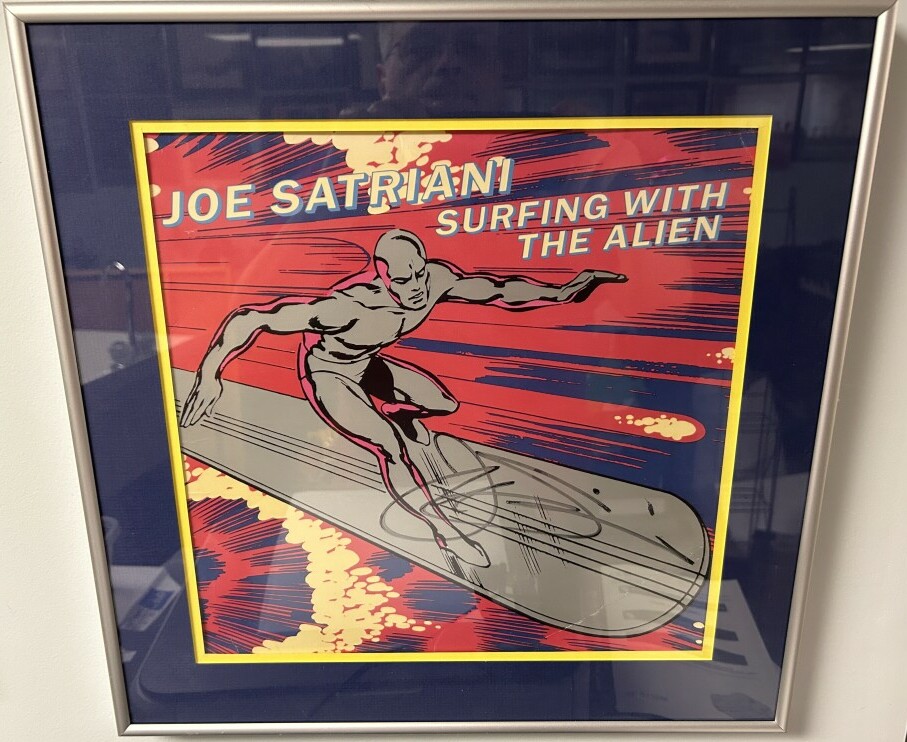 JOE SATRIANI
SURFING WITH
THE ALIEN